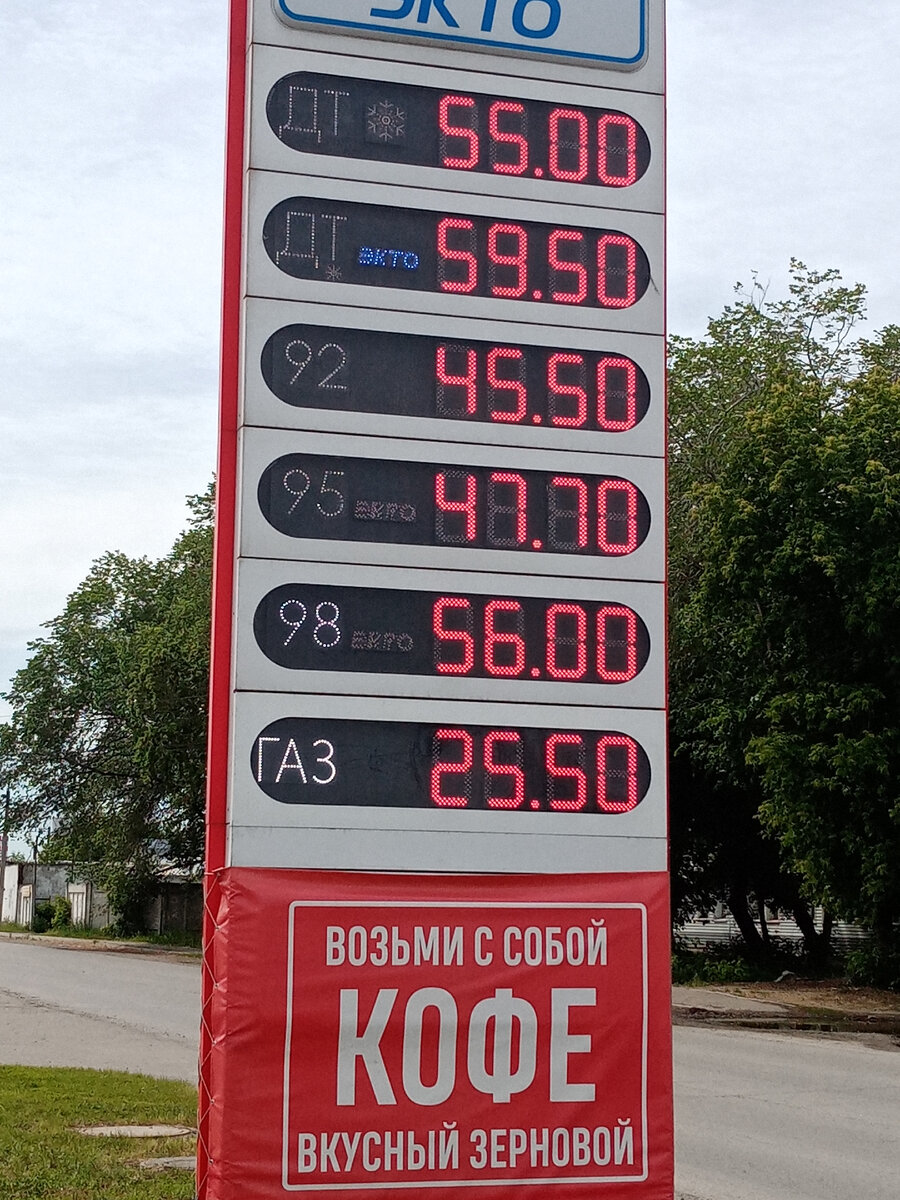 ЭКТО
ДТ 55.00
ДТ экто 59.50
92 45.50
95 экто 47.70
98 экто 56.00
ГАЗ 25.50
ВОЗЬМИ С СОБОЙ
КОФЕ
ВКУСНЫЙ ЗЕРНОВОЙ